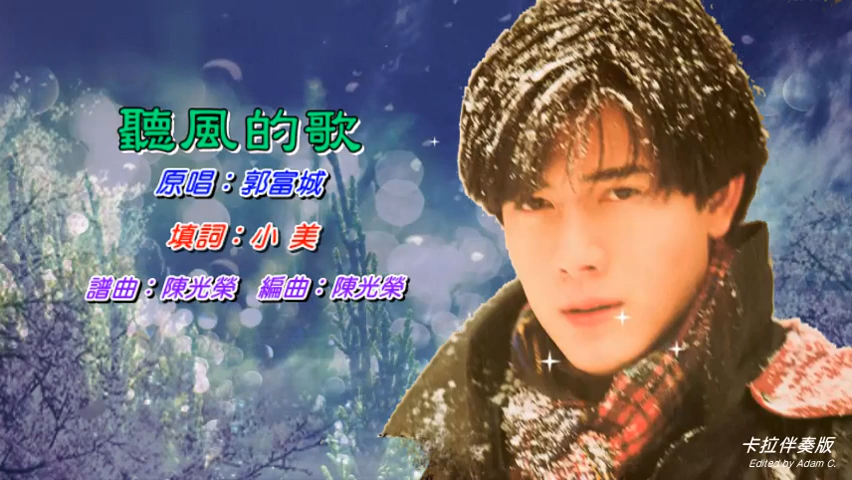 聽風的歌
原唱：郭富城
填詞：小 美
譜曲：陳光榮 編曲：陳光榮
卡拉伴奏版
Edited by Adam C.